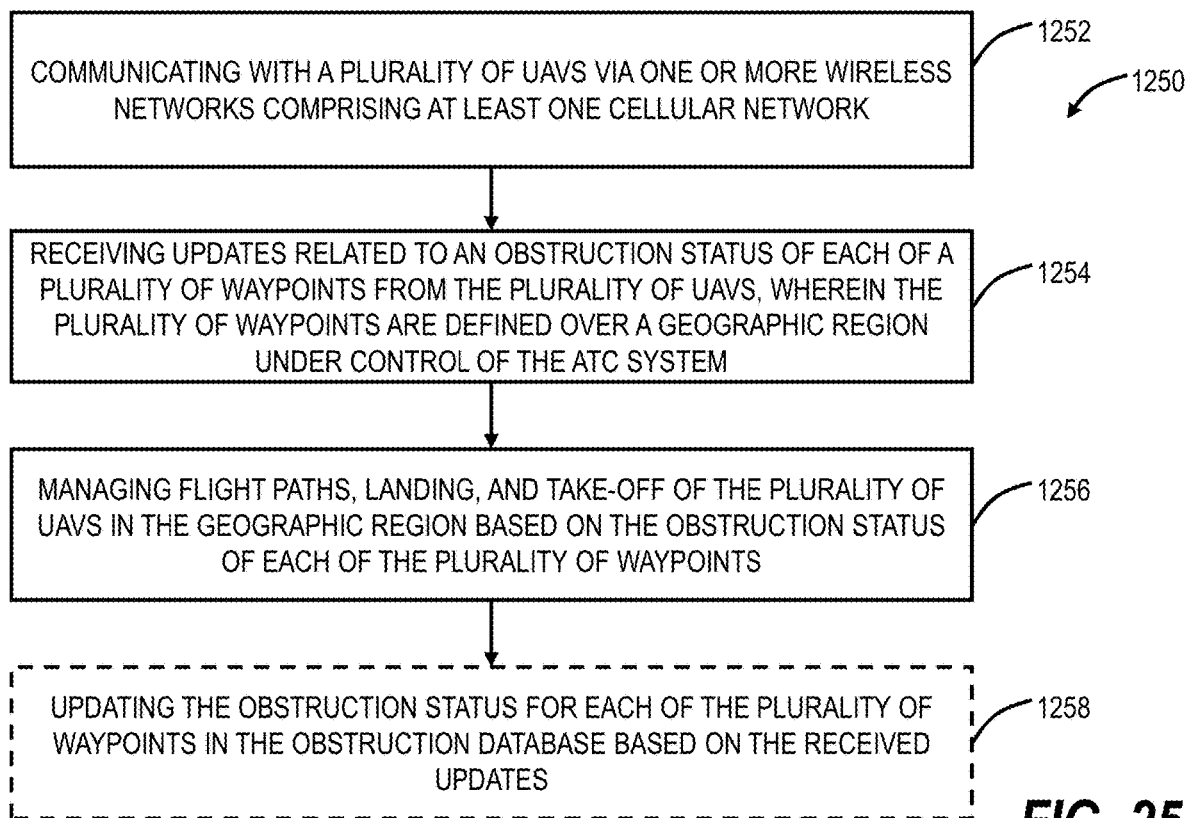 COMMUNICATING WITH A PLURALITY OF UAVS VIA ONE OR MORE WIRELESS
NETWORKS COMPRISING AT LEAST ONE CELLULAR NETWORK
1252
1250
RECEIVING UPDATES RELATED TO AN OBSTRUCTION STATUS OF EACH OF A
PLURALITY OF WAYPOINTS FROM THE PLURALITY OF UAVS, WHEREIN THE
PLURALITY OF WAYPOINTS ARE DEFINED OVER A GEOGRAPHIC REGION
UNDER CONTROL OF THE ATC SYSTEM
1254
MANAGING FLIGHT PATHS, LANDING, AND TAKE-OFF OF THE PLURALITY OF
UAVS IN THE GEOGRAPHIC REGION BASED ON THE OBSTRUCTION STATUS
OF EACH OF THE PLURALITY OF WAYPOINTS
1256
UPDATING THE OBSTRUCTION STATUS FOR EACH OF THE PLURALITY OF
WAYPOINTS IN THE OBSTRUCTION DATABASE BASED ON THE RECEIVED
UPDATES
1258
FIG. 25